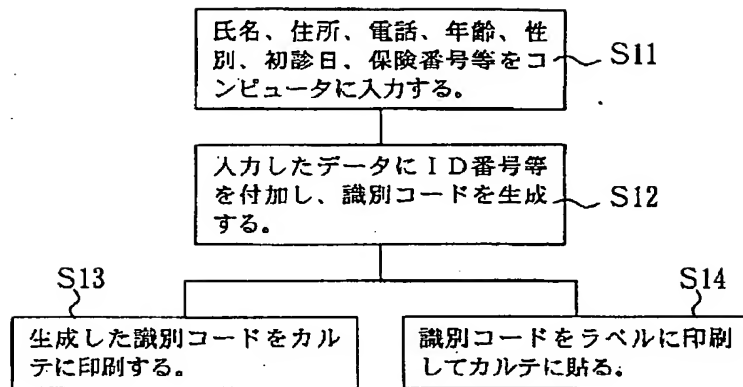 氏名、住所、電話、年齢、性
別、初診日、保険番号等をコ
ンピュータに入力する。
S11
入力したデータにID番号等
を付加し、識別コードを生成
する。
S12
S13
S14
生成した識別コードをカル
テに印刷する。
識別コードをラベルに印刷
してカルテに貼る。